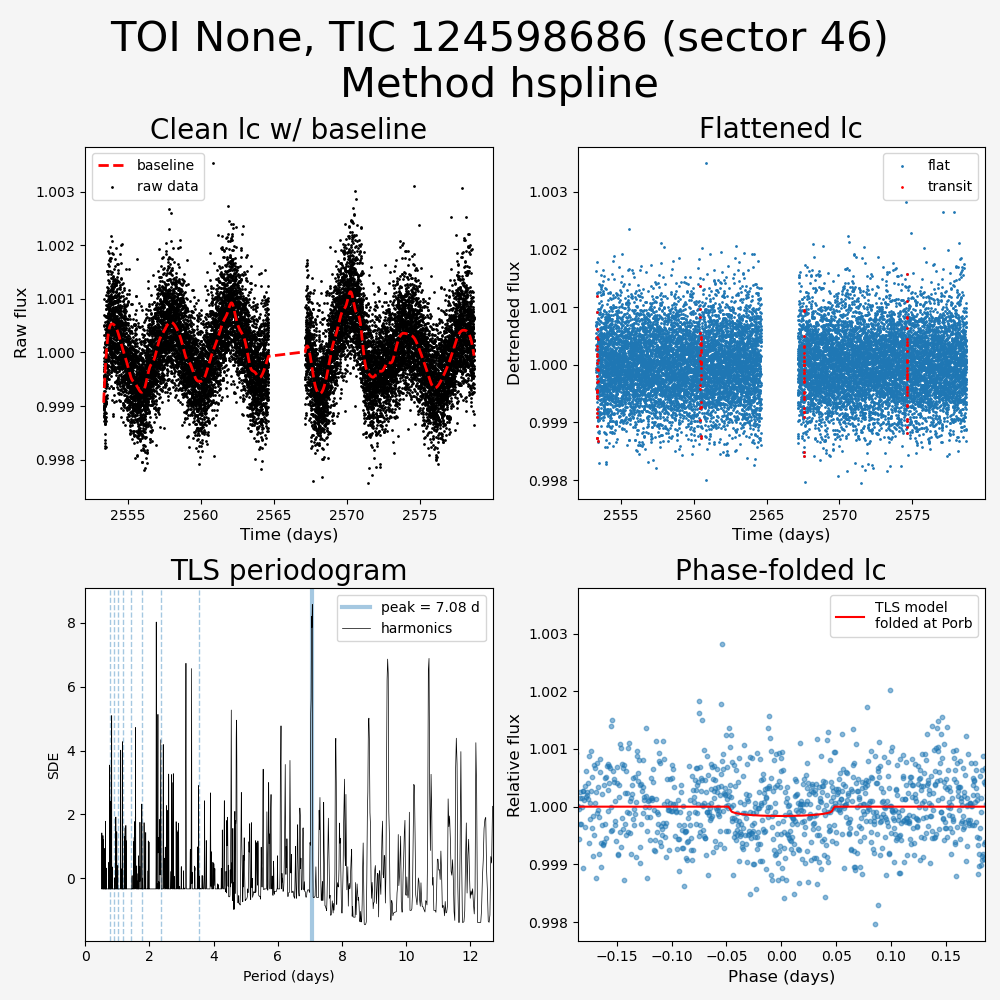 TOI None, TIC 124598686 (sector 46)
Method hspline
Clean lc w/ baseline
baseline
raw data
Raw flux
1.003
1.002
1.001
1.000
0.999
0.998
2555 2560 2565 2570 2575
Time (days)
Flattened lc
flat
transit
Detrended flux
1.003
1.002
1.001
1.000
0.999
0.998
2555 2560 2565 2570 2575
Time (days)
TLS periodogram
peak = 7.08 d
harmonics
SDE
8
6
4
2
0
0 2 4 6 8 10 12
Period (days)
Phase-folded lc
TLS model
folded at Porb
Relative flux
1.003
1.002
1.001
1.000
0.999
0.998
−0.15 −0.10 −0.05 0.00 0.05 0.10 0.15
Phase (days)